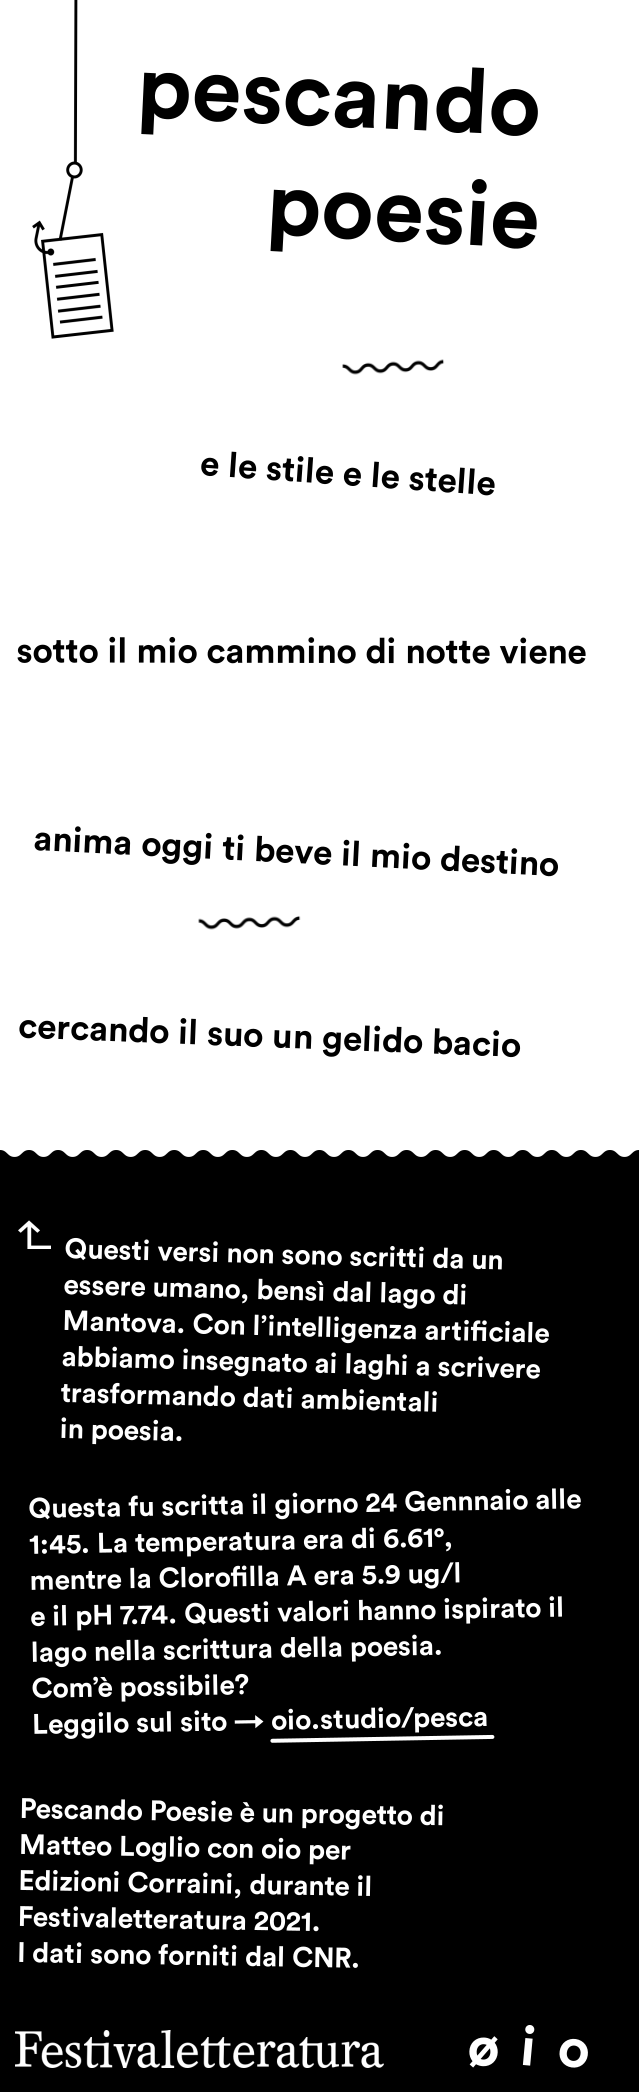 pescando
poesie
e le stile e le stelle
sotto il mio cammino di notte viene
anima oggi ti beve il mio destino
cercando il suo un gelido bacio
Questi versi non sono scritti da un
essere umano, bensì dal lago di
Mantova. Con l’intelligenza artificiale
abbiamo insegnato ai laghi a scrivere
trasformando dati ambientali
in poesia.
Questa fu scritta il giorno 24 Gennnaio alle
1:45. La temperatura era di 6.61°,
mentre la Clorofilla A era 5.9 ug/l
e il pH 7.74. Questi valori hanno ispirato il
lago nella scrittura della poesia.
Com’è possibile?
Leggilo sul sito → oio.studio/pesca
Pescando Poesie è un progetto di
Matteo Loglio con oio per
Edizioni Corraini, durante il
Festivaletteratura 2021.
I dati sono forniti dal CNR.
Festivaletteratura øio